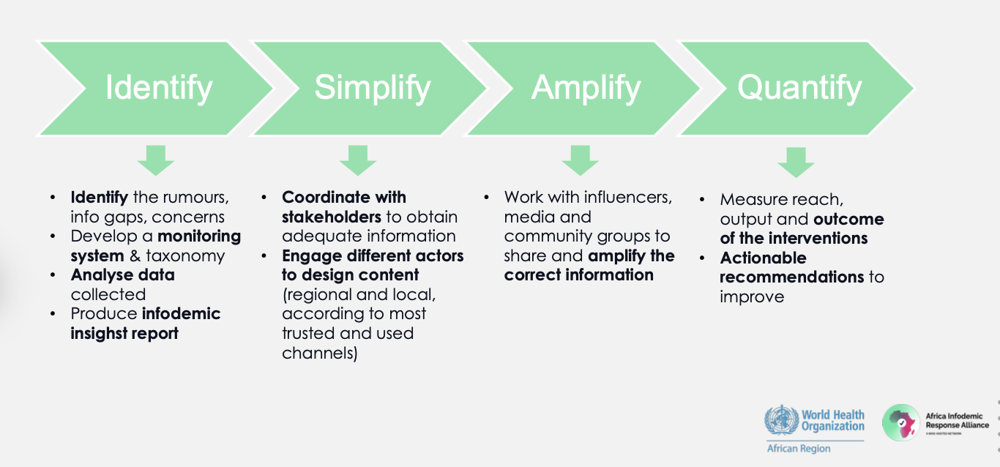 Identify
Simplify
Amplify
Quantify
• Identify the rumours,
info gaps, concerns
• Develop a monitoring
system & taxonomy
• Analyse data
collected
• Produce infodemic
insighst report
• Coordinate with
stakeholders to obtain
adequate information
• Engage different actors
to design content
(regional and local,
according to most
trusted and used
channels)
• Work with influencers,
media and
community groups to
share and amplify the
correct information
• Measure reach,
output and outcome
of the interventions
• Actionable
recommendations to
improve
World Health
Organization
African Region
Africa Infodemic
Response Alliance
A WHO-HOSTED NETWORK